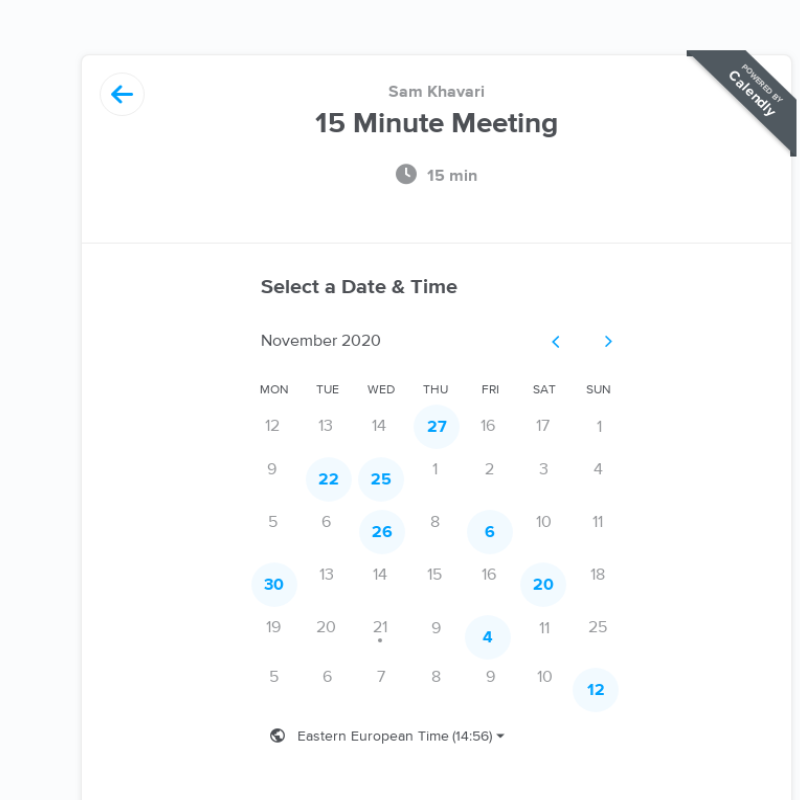 POWERED BY
Calendly
Sam Khavari
15 Minute Meeting
15 min
Select a Date & Time
November 2020
MON TUE WED THU FRI SAT SUN
12 13 14 27 16 17 1
9 22 25 1 2 3 4
5 6 26 8 6 10 11
30 13 14 15 16 20 18
19 20 21 9 4 11 25
5 6 7 8 9 10 12
Eastern European Time (14:56)